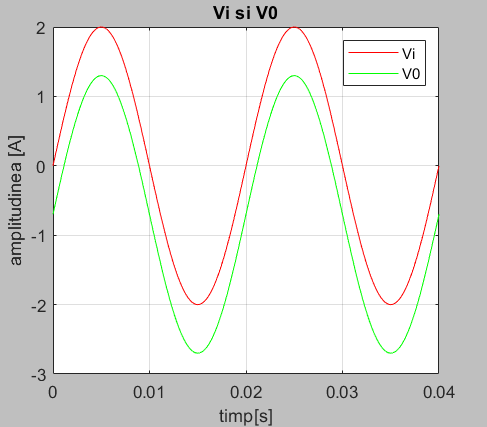 Vi si V0
2
1
0
-1
-2
-3
amplitudinea [A]
Vi
V0
0
0.01
0.02
0.03
0.04
timp[s]